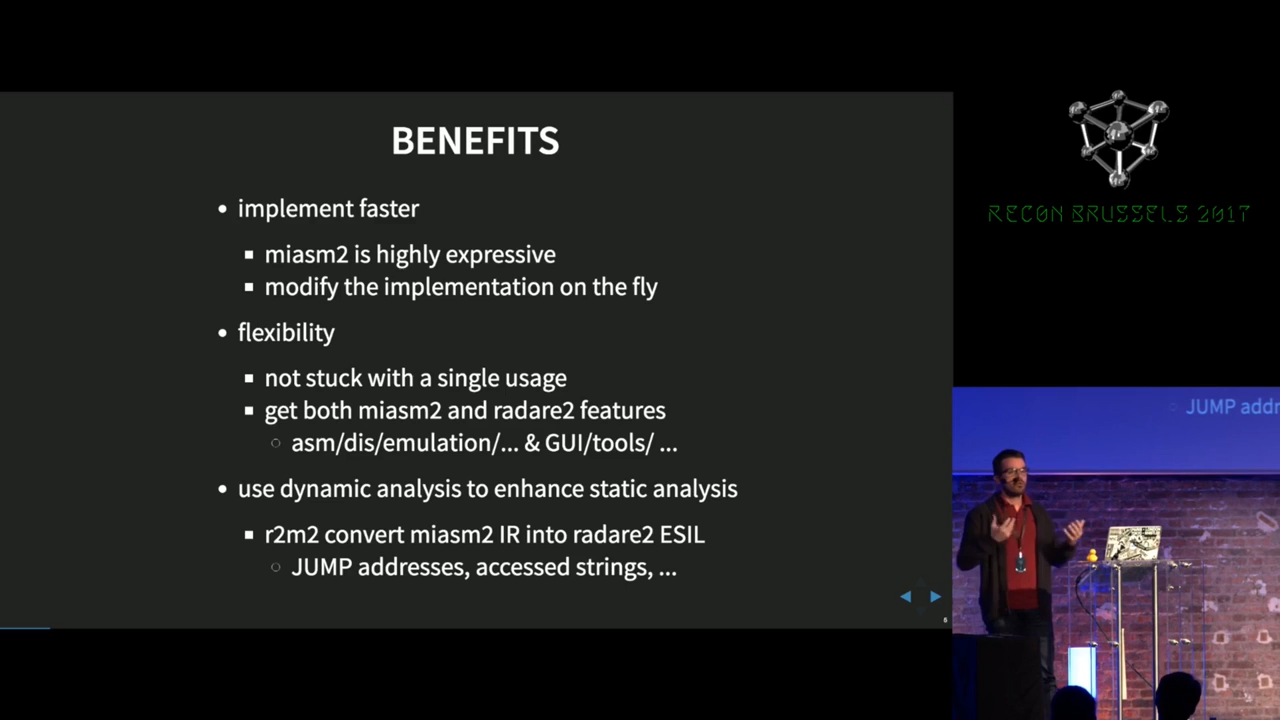 BENEFITS
implement faster
miasm2 is highly expressive
modify the implementation on the fly
flexibility
not stuck with a single usage
get both miasm2 and radare2 features
asm/dis/emulation/... & GUI/tools/ ...
use dynamic analysis to enhance static analysis
r2m2 convert miasm2 IR into radare2 ESIL
JUMP addresses, accessed strings, ...
RECON BRUSSELS 2017
JUMP addr